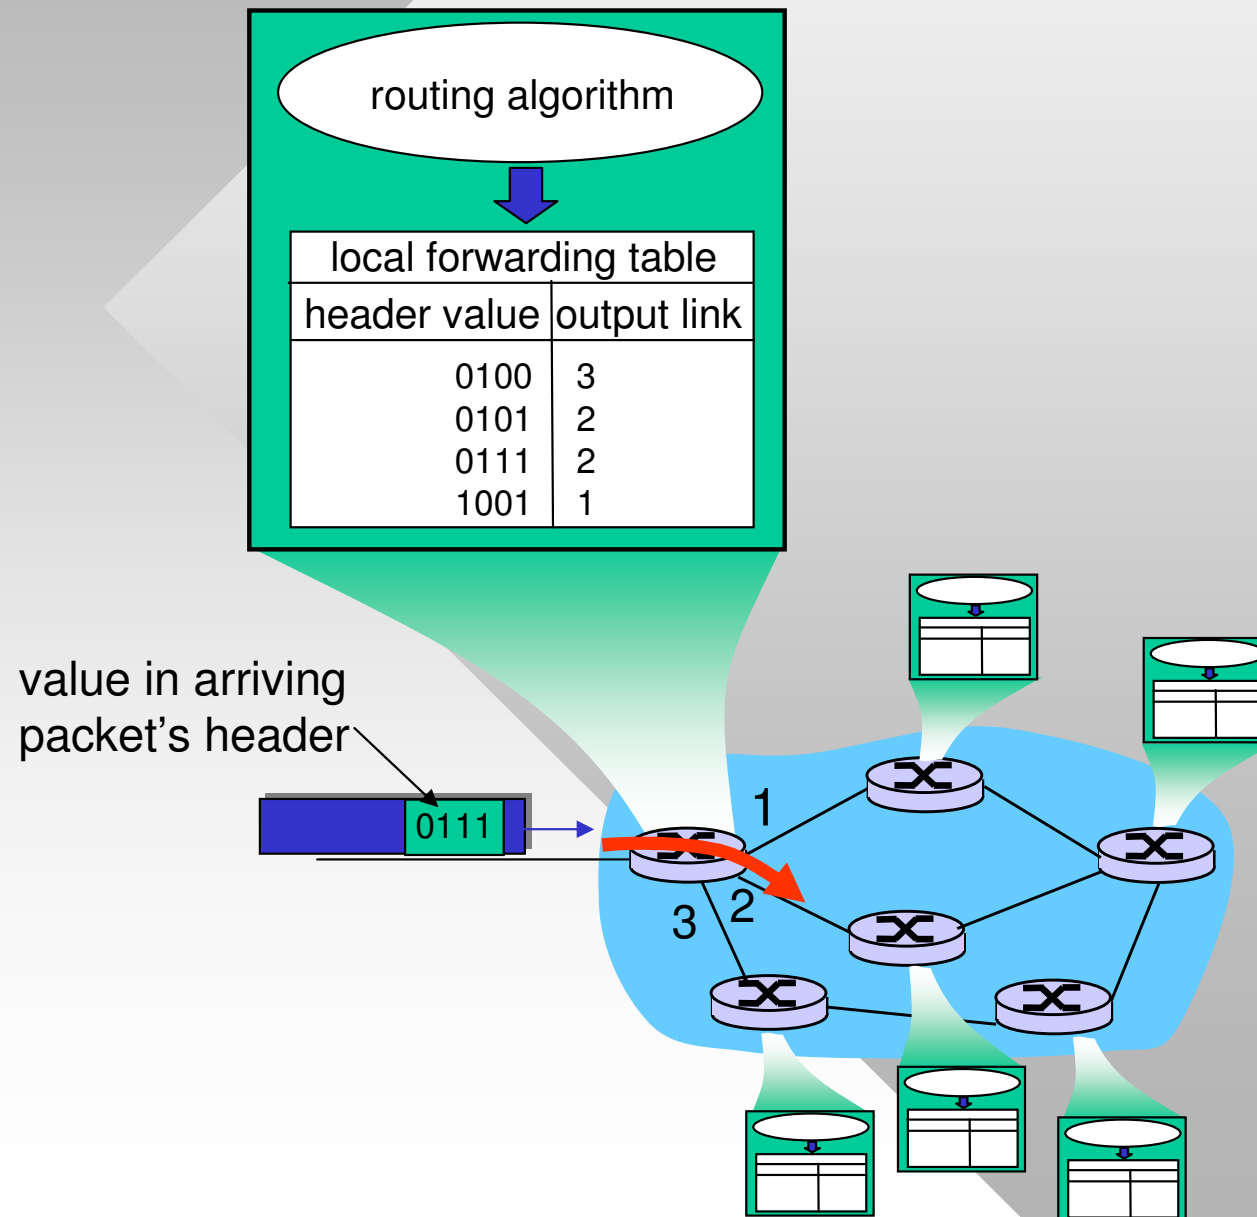 routing algorithm
local forwarding table
header value output link
0100 3
0101 2
0111 2
1001 1
value in arriving
packet's header
0111
1
2
3